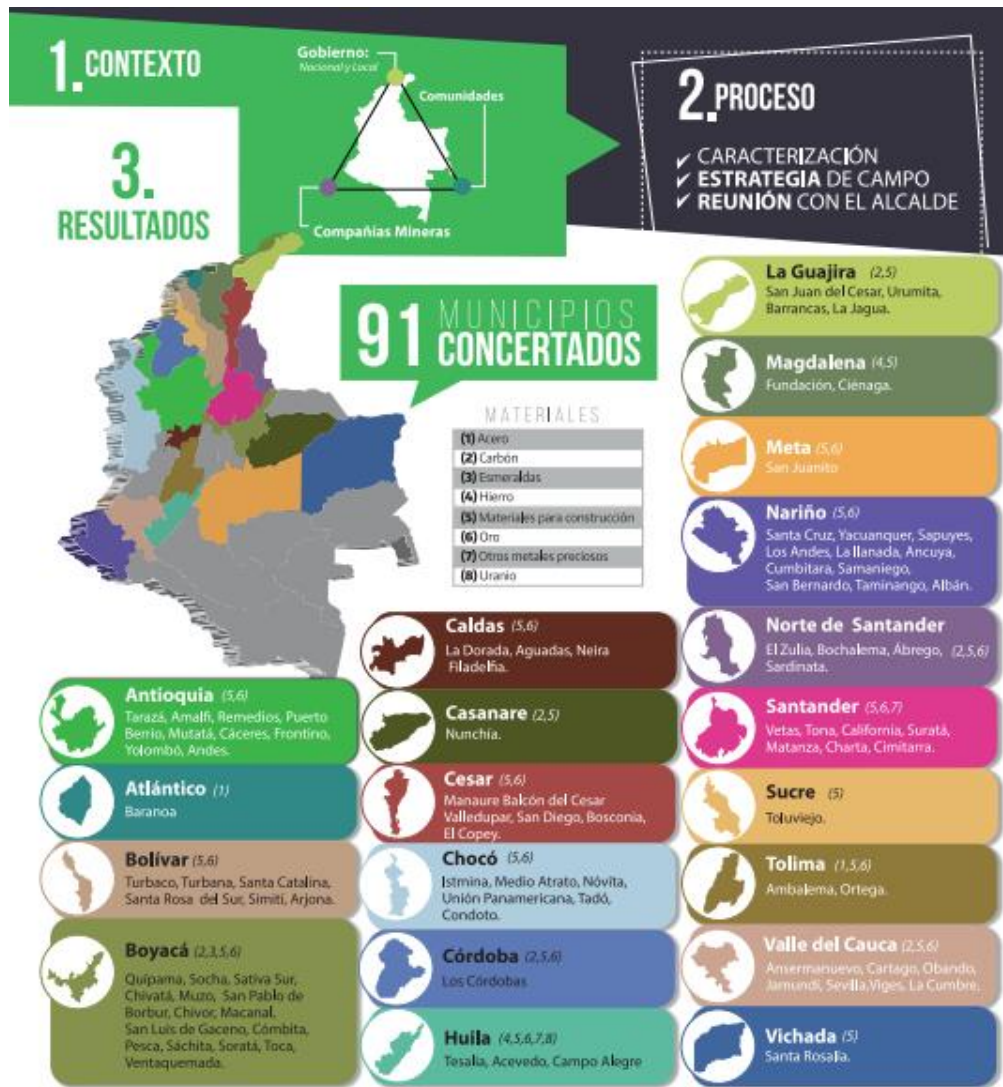 1. CONTEXTO
Gobierno:
Nacional y Local
Comunidades
Compañias Mineras
2. PROCESO
✔ CARACTERIZACIÓN
✔ ESTRATEGIA DE CAMPO
✔ REUNIÓN CON EL ALCALDE
3.
RESULTADOS
91 MUNICIPIOS
CONCERTADOS
MATERIALES
(1) Acero
(2) Carbón
(3) Esmeraldas
(4) Hierro
(5) Materiales para construcción
(6) Oro
(7) Otros metales preciosos
(8) Uranio
Antioquia (5,6)
Tarazá, Amalfi, Remedios, Puerto
Berrio, Mutatá, Cáceres, Frontino,
Yolombó, Andes.
Atlántico (1)
Baranoa
Bolívar (5,6)
Turbaco, Turbana, Santa Catalina,
Santa Rosa del Sur, Simití, Arjona.
Boyacá (2,3,5,6)
Quípama, Socha, Sativa Sur,
Chivatá, Muzo, San Pablo de
Borbur, Chivor, Macanal.
San Luis de Gaceno, Cómbita,
Pesca, Sáchita, Soratá, Toca,
Ventaquemada.
Caldas (5,6)
La Dorada, Aguadas, Neira
Filadelfia.
Casanare (2,5)
Nunchía.
Cesar (5,6)
Manaure Balcón del Cesar
Valledupar, San Diego, Bosconia,
El Copey.
Chocó (5,6)
Istmina, Medio Atrato, Nóvita,
Unión Panamericana, Tadó,
Condoto.
Córdoba (2,5,6)
Los Córdobas
Huila (4,5,6,7,8)
Tesalia, Acevedo, Campo Alegre
La Guajira (2,5)
San Juan del Cesar, Urumita,
Barrancas, La Jagua.
Magdalena (4,5)
Fundación, Ciénaga.
Meta (5,6)
San Juanito
Nariño (5,6)
Santa Cruz, Yacuanquer, Sapuyes,
Los Andes, La llanada, Ancuya,
Cumbitara, Samaniego,
San Bernardo, Taminango, Albán.
Norte de Santander
El Zulia, Bochalema, Ábrego, (2,5,6)
Sardinata.
Santander (5,6,7)
Vetas, Tona, California, Suratá,
Matanza, Charta, Cimitarra.
Sucre (5)
Toluviejo.
Tolima (1,5,6)
Ambalema, Ortega.
Valle del Cauca (2,5,6)
Ansermanuevo, Cartago, Obando,
Jamundí, Sevilla,Viges, La Cumbre.
Vichada (5)
Santa Rosalía.